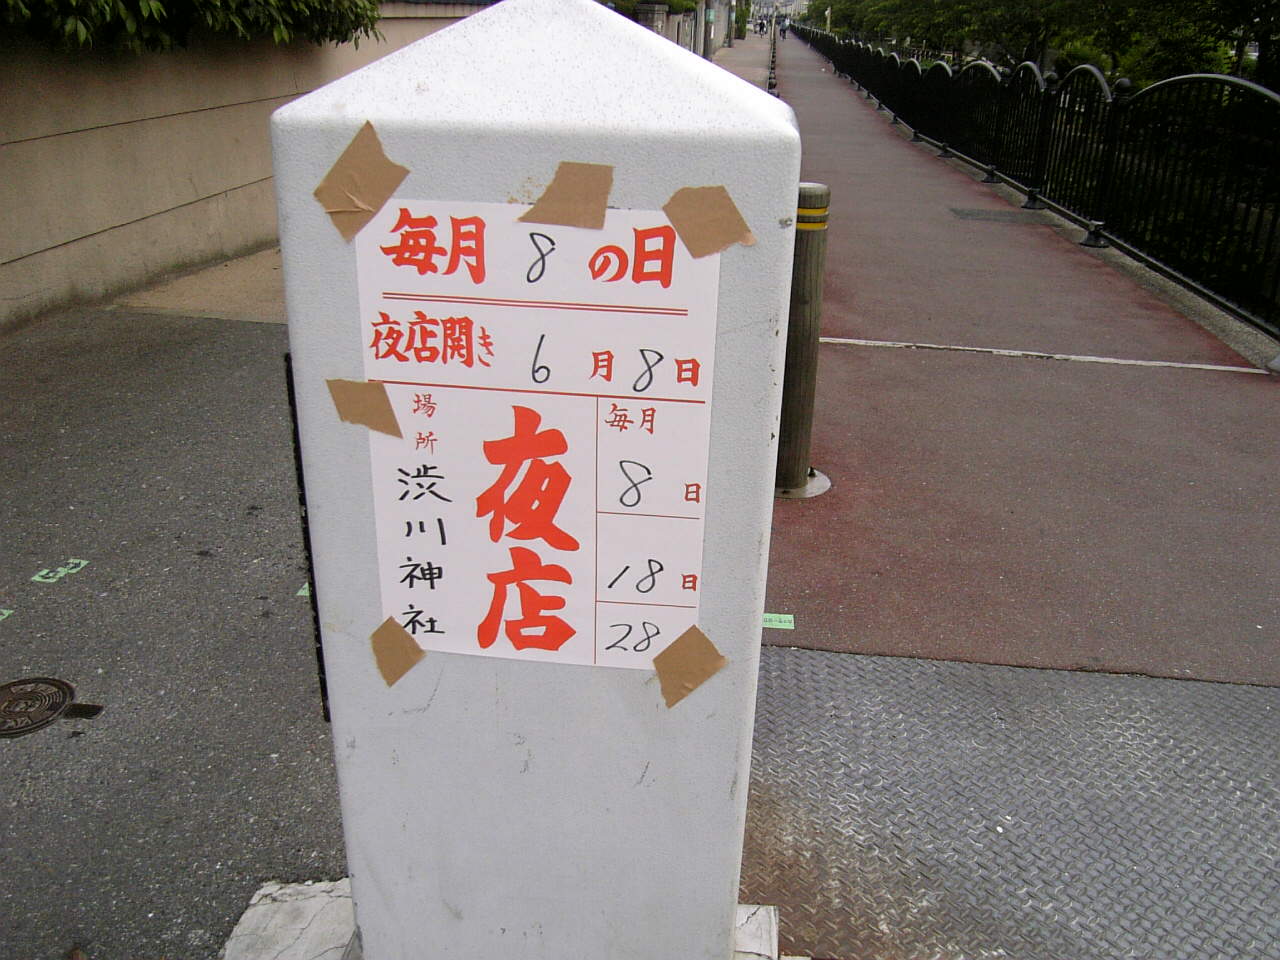 毎月 8 の日
夜店開き 6 月 8 日
場所
渋川神社
夜店
毎月
8 日
18 日
28